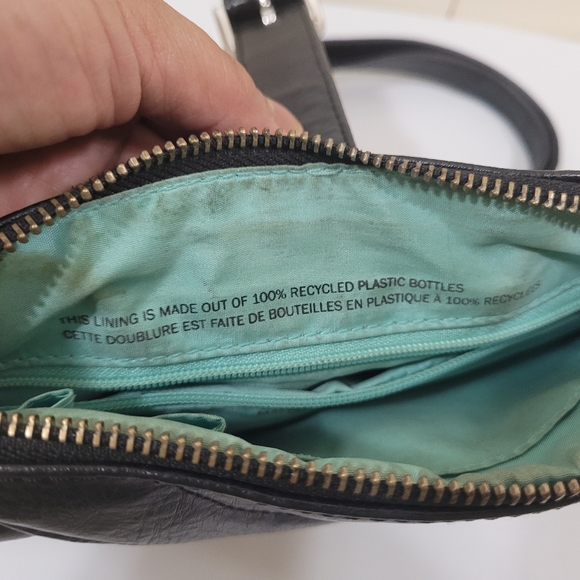 THIS LINING IS MADE OUT OF 100% RECYCLED PLASTIC BOTTLES
CETTE DOUBLURE EST FAITE DE BOUTEILLES EN PLASTIQUE À 100% RECYCLÉES